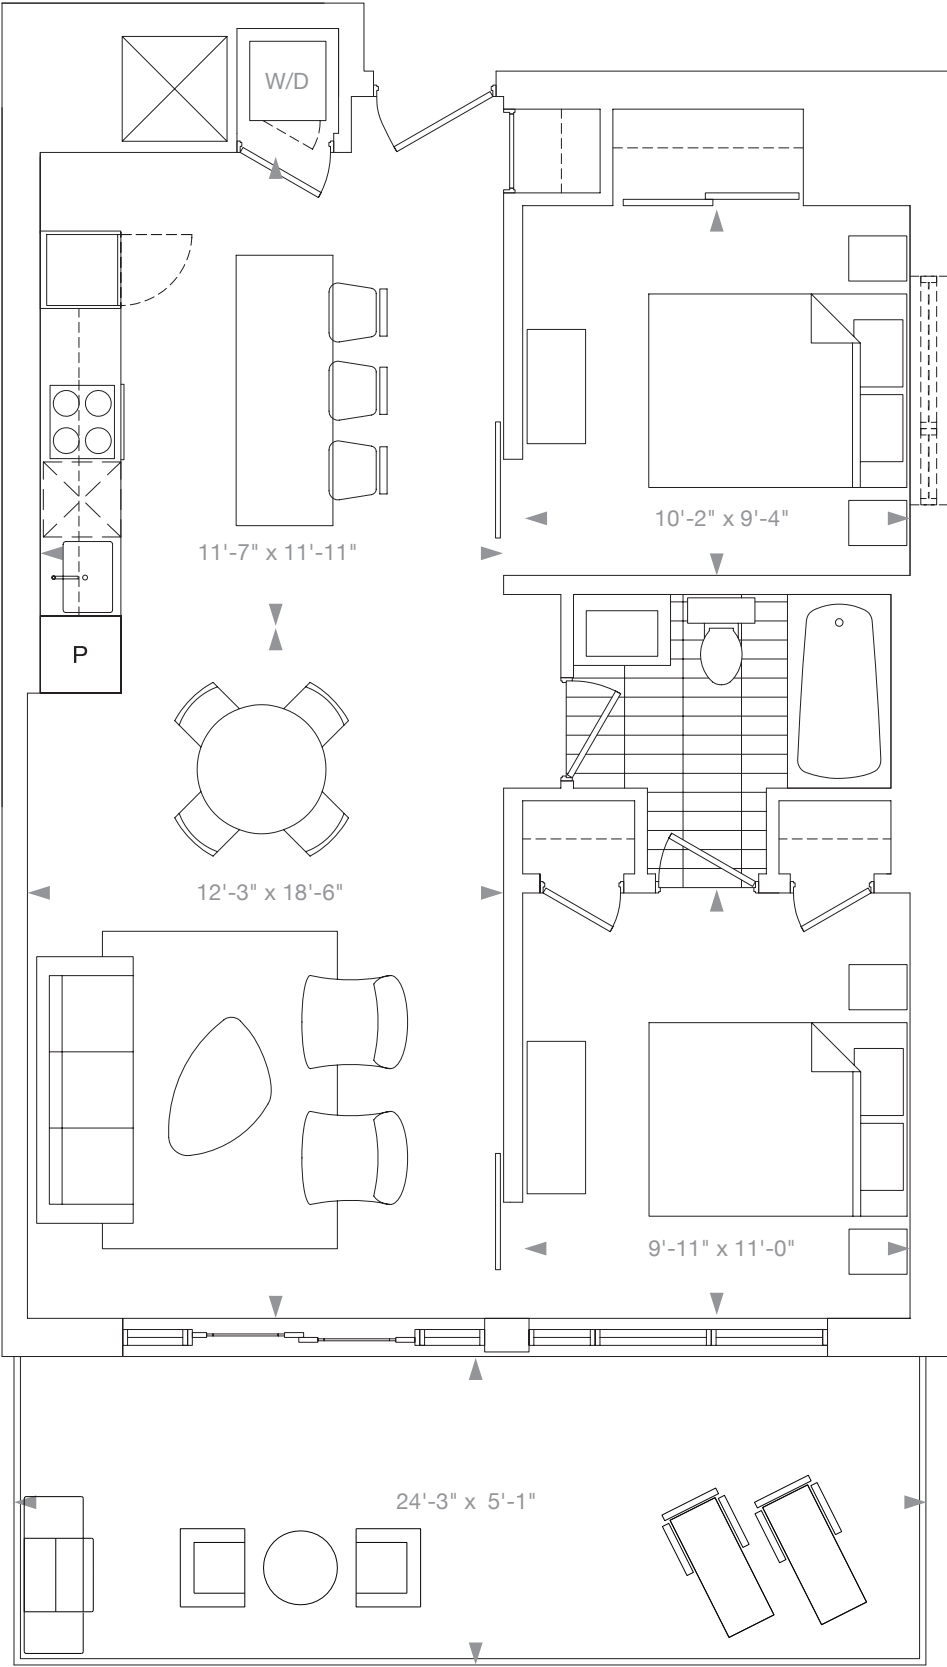 W/D
10'-2" x 9'-4"
11'-7" x 11'-11"
P
12'-3" x 18'-6"
9'-11" x 11'-0"
24'-3" x  5'-1"